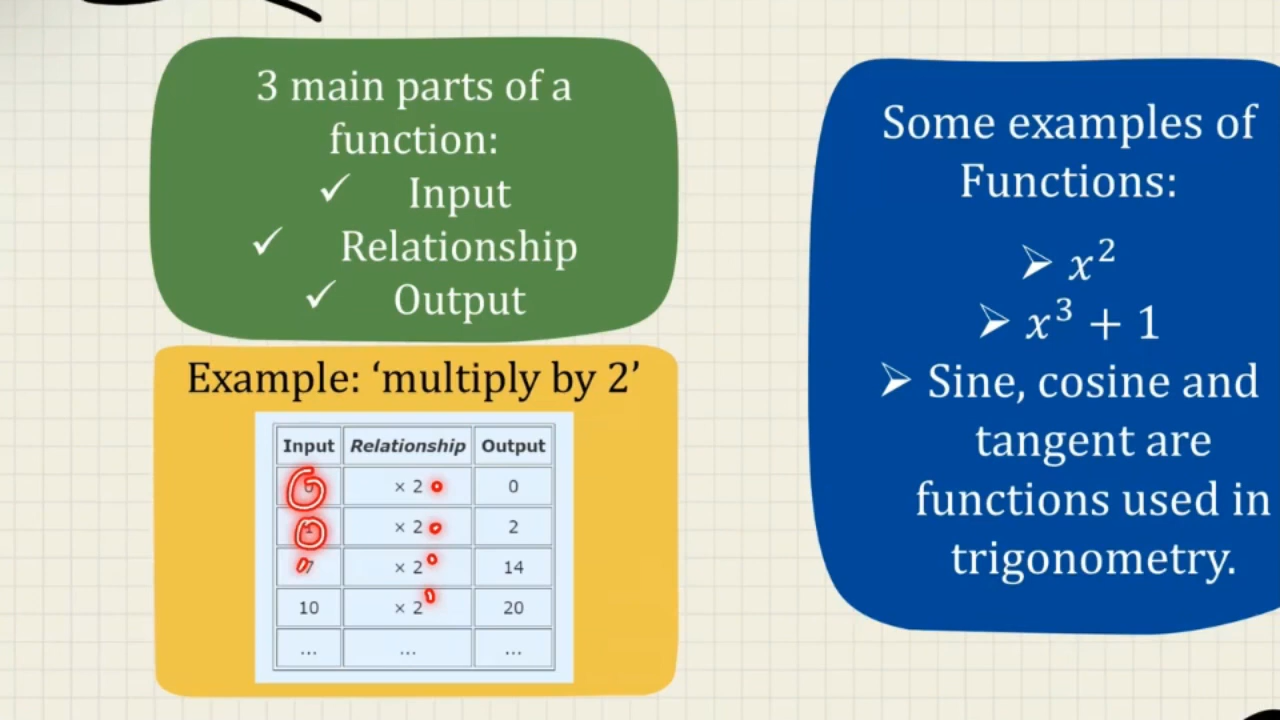 3 main parts of a
function:
✓ Input
✓ Relationship
✓ Output
Example: ‘multiply by 2’
Input Relationship Output
× 2 0
× 2 2
7 × 2 14
10 × 2 20
... ... ...
Some examples of
Functions:
➢ x²
➢ x³ + 1
➢ Sine, cosine and
tangent are
functions used in
trigonometry.